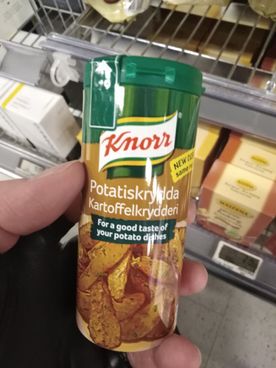 Knorr
NEW
Potatiskrydda
Kartoffelkrydderi
For a good taste of
your potato dishes